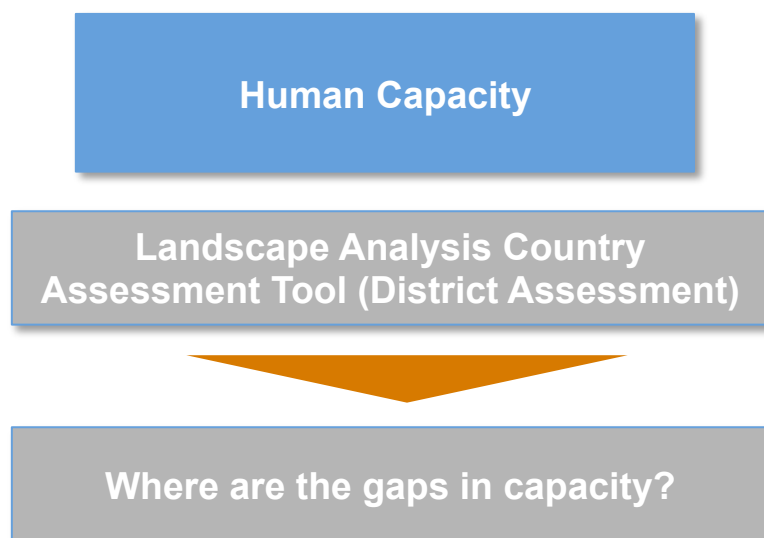 Human Capacity
Landscape Analysis Country
Assessment Tool (District Assessment)
Where are the gaps in capacity?